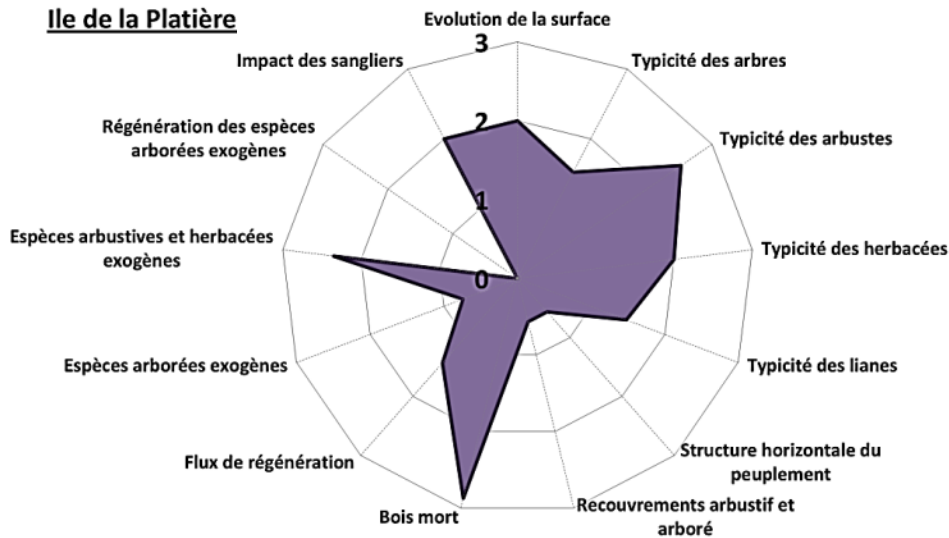 Ile de la Platière
Evolution de la surface
Typicité des arbres
Typicité des arbustes
Typicité des herbacées
Typicité des lianes
Structure horizontale du
peuplement
Recouvrements arbustif et
arboré
Bois mort
Flux de régénération
Espèces arborées exogènes
Espèces arbustives et herbacées
exogènes
Régénération des espèces
arborées exogènes
Impact des sangliers
3
2
1
0